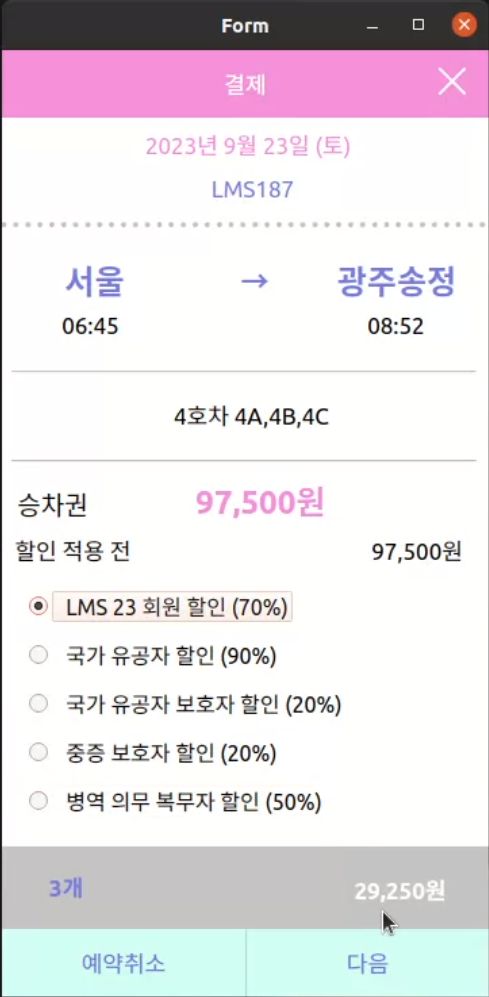 Form
결제
2023년 9월 23일 (토)
LMS187
서울 → 광주송정
06:45 08:52
4호차 4A,4B,4C
승차권 97,500원
할인 적용 전 97,500원
LMS 23 회원 할인 (70%)
국가 유공자 할인 (90%)
국가 유공자 보호자 할인 (20%)
중증 보호자 할인 (20%)
병역 의무 복무자 할인 (50%)
3개 29,250원
예약취소 다음